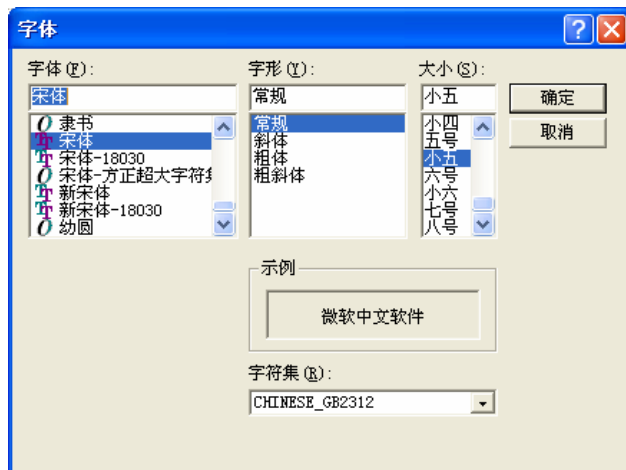 字体
字体(F):
宋体
隶书
宋体
宋体-18030
宋体-方正超大字符集
新宋体
新宋体-18030
幼圆
字形(Y):
常规
常规
斜体
粗体
粗斜体
大小(S):
小五
小四
五号
小五
六号
小六
七号
八号
确定
取消
示例
微软中文软件
字符集(R):
CHINESE_GB2312